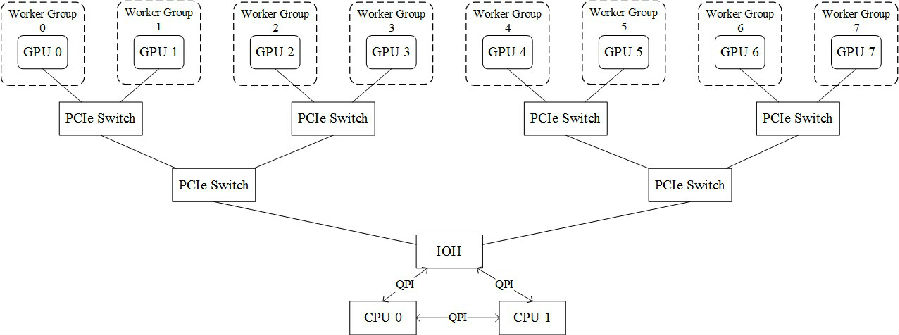 Worker Group
0
GPU 0
Worker Group
1
GPU 1
Worker Group
2
GPU 2
Worker Group
3
GPU 3
Worker Group
4
GPU 4
Worker Group
5
GPU 5
Worker Group
6
GPU 6
Worker Group
7
GPU 7
PCIe Switch
PCIe Switch
PCIe Switch
PCIe Switch
PCIe Switch
PCIe Switch
IOH
QPI
QPI
CPU 0
QPI
CPU 1